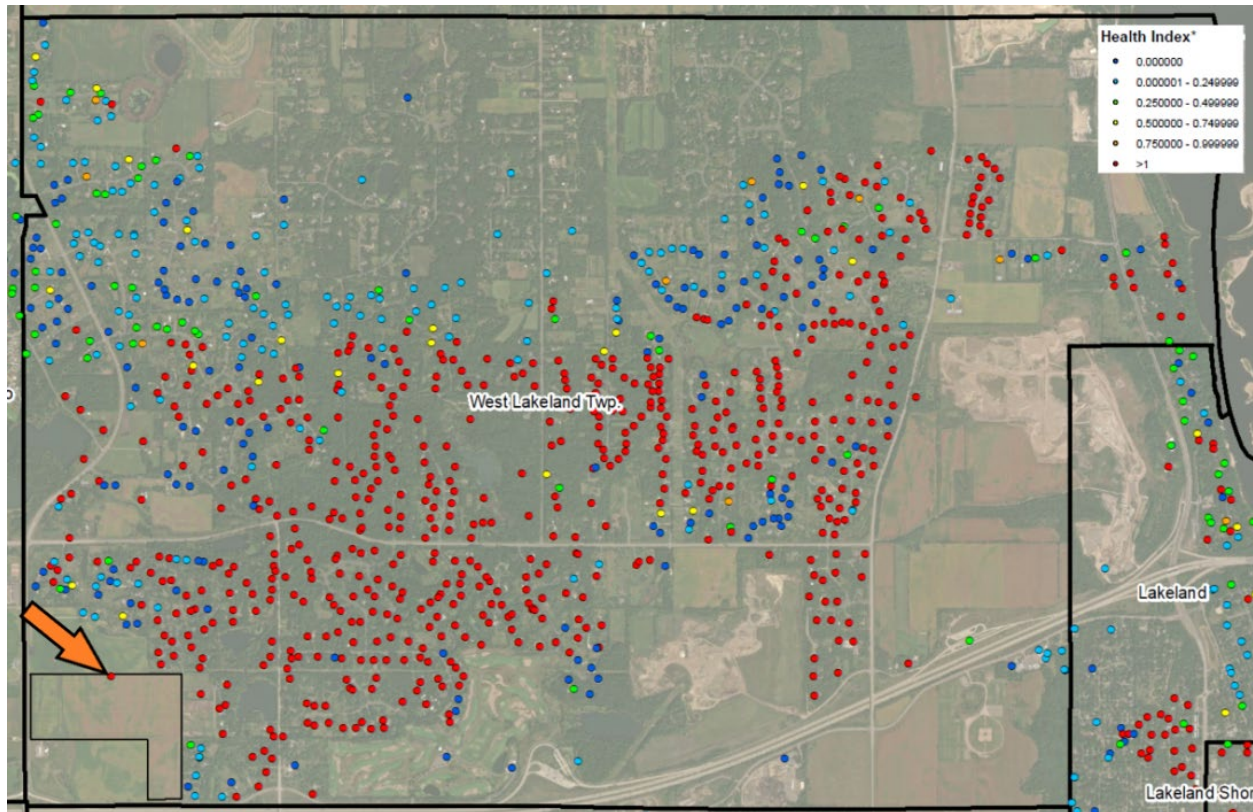 Health Index*
0.000000
0.000001 - 0.249999
0.250000 - 0.499999
0.500000 - 0.749999
0.750000 - 0.999999
>1
West Lakeland Twp.
Lakeland
Lakeland Shor